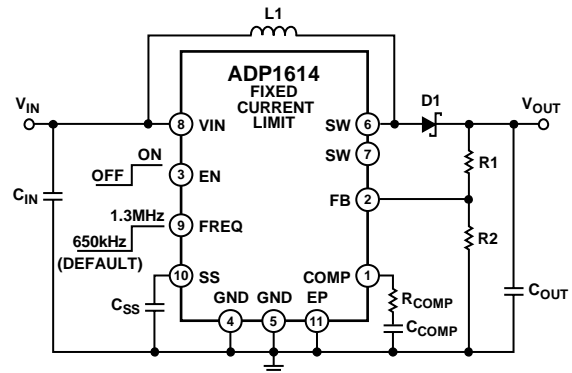 L1
ADP1614
FIXED
CURRENT
LIMIT
D1
VIN
VOUT
8 VIN
SW 6
SW 7
ON
OFF
3 EN
R1
CIN
FB 2
1.3MHz
9 FREQ
650kHz
(DEFAULT)
R2
10 SS
COMP 1
CSS
GND GND EP
4 5 11
RCOMP
CCOMP
COUT